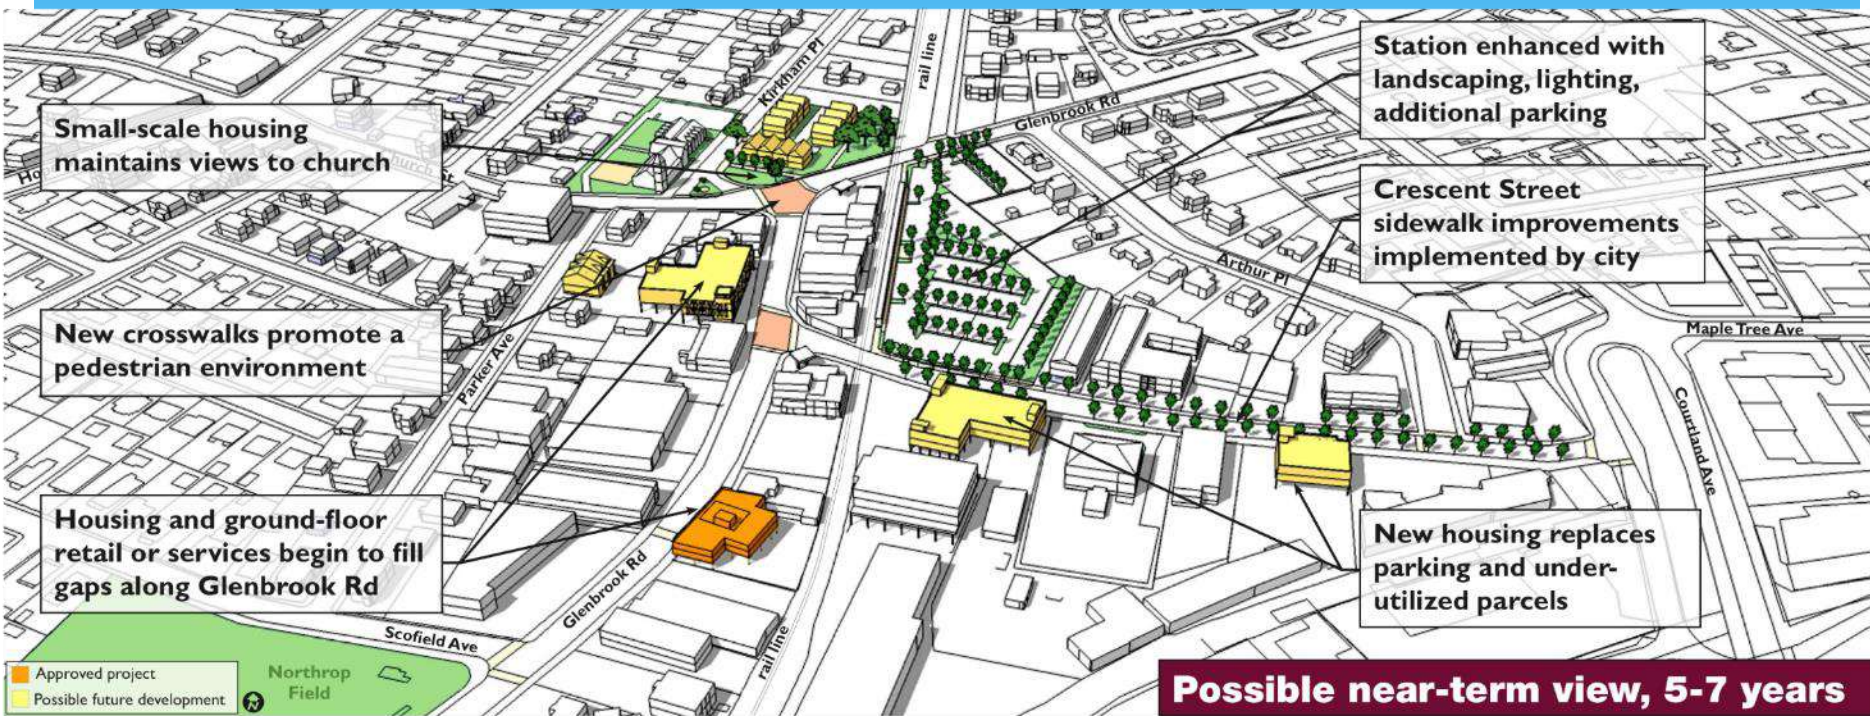 Small-scale housing
maintains views to church
New crosswalks promote a
pedestrian environment
Housing and ground-floor
retail or services begin to fill
gaps along Glenbrook Rd
Station enhanced with
landscaping, lighting,
additional parking
Crescent Street
sidewalk improvements
implemented by city
New housing replaces
parking and under-
utilized parcels
Kirkham Pl
rail line
Glenbrook Rd
Arthur Pl
Maple Tree Ave
Courtland Ave
Parker Ave
Glenbrook Rd
rail line
Scofield Ave
Northrop
Field
Approved project
Possible future development
N
Possible near-term view, 5-7 years